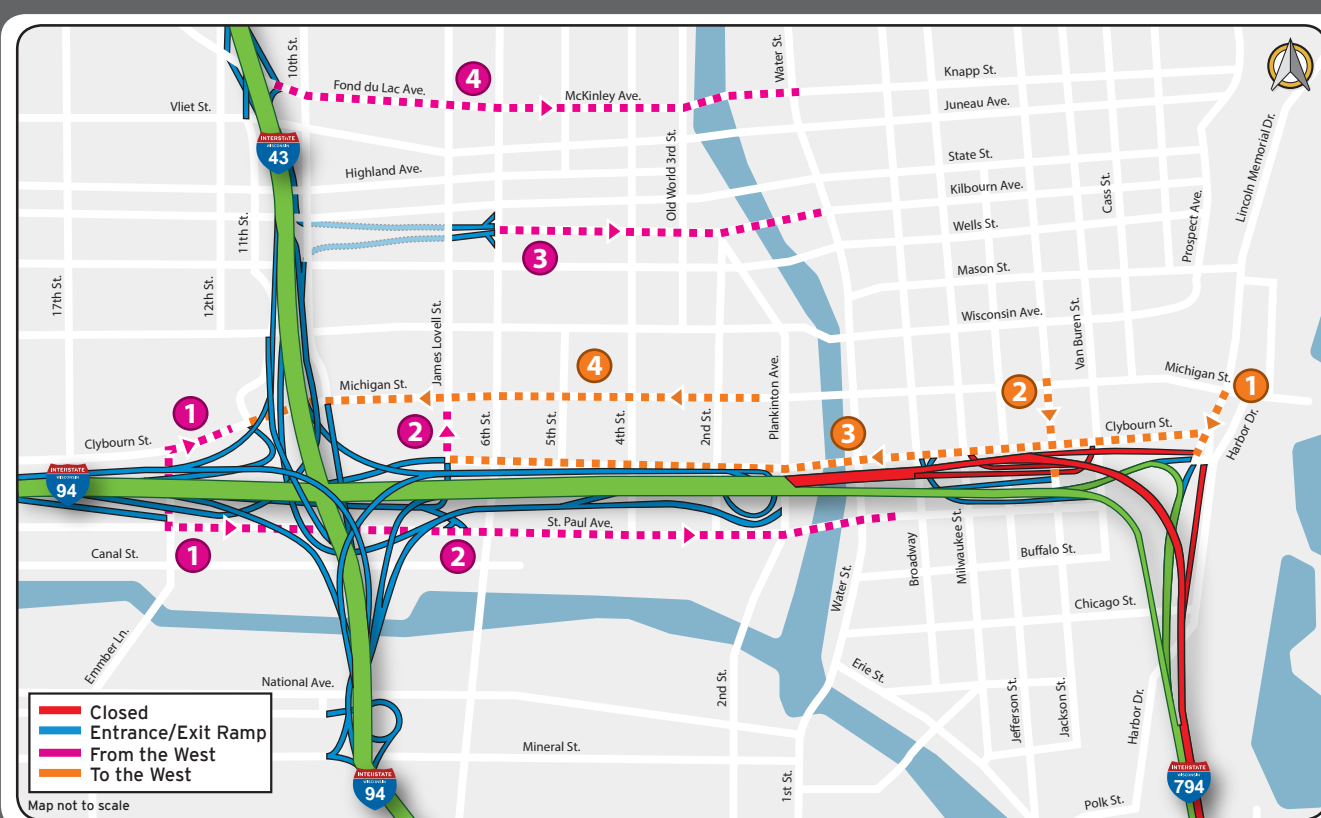 10th St.
Water St.
4
Fond du Lac Ave.
McKinley Ave.
Knapp St.
Vliet St.
Juneau Ave.
INTERSTATE
WISCONSIN
43
Old World 3rd St.
State St.
Lincoln Memorial Dr.
Highland Ave.
Kilbourn Ave.
Cass St.
11th St.
Wells St.
Prospect Ave.
3
Mason St.
17th St.
12th St.
James Lovell St.
Wisconsin Ave.
Van Buren St.
4
Michigan St.
Michigan St.
1
2
Plankinton Ave.
1
2
6th St.
5th St.
4th St.
2nd St.
3
Clybourn St.
Harbor Dr.
Clybourn St.
INTERSTATE
WISCONSIN
94
St. Paul Ave.
1
2
Canal St.
Broadway
Milwaukee St.
Buffalo St.
Water St.
Chicago St.
Emmber Ln.
Erie St.
National Ave.
2nd St.
Jefferson St.
Jackson St.
Harbor Dr.
Closed
Entrance/Exit Ramp
From the West
To the West
Mineral St.
INTERSTATE
WISCONSIN
94
1st St.
INTERSTATE
WISCONSIN
794
Polk St.
Map not to scale